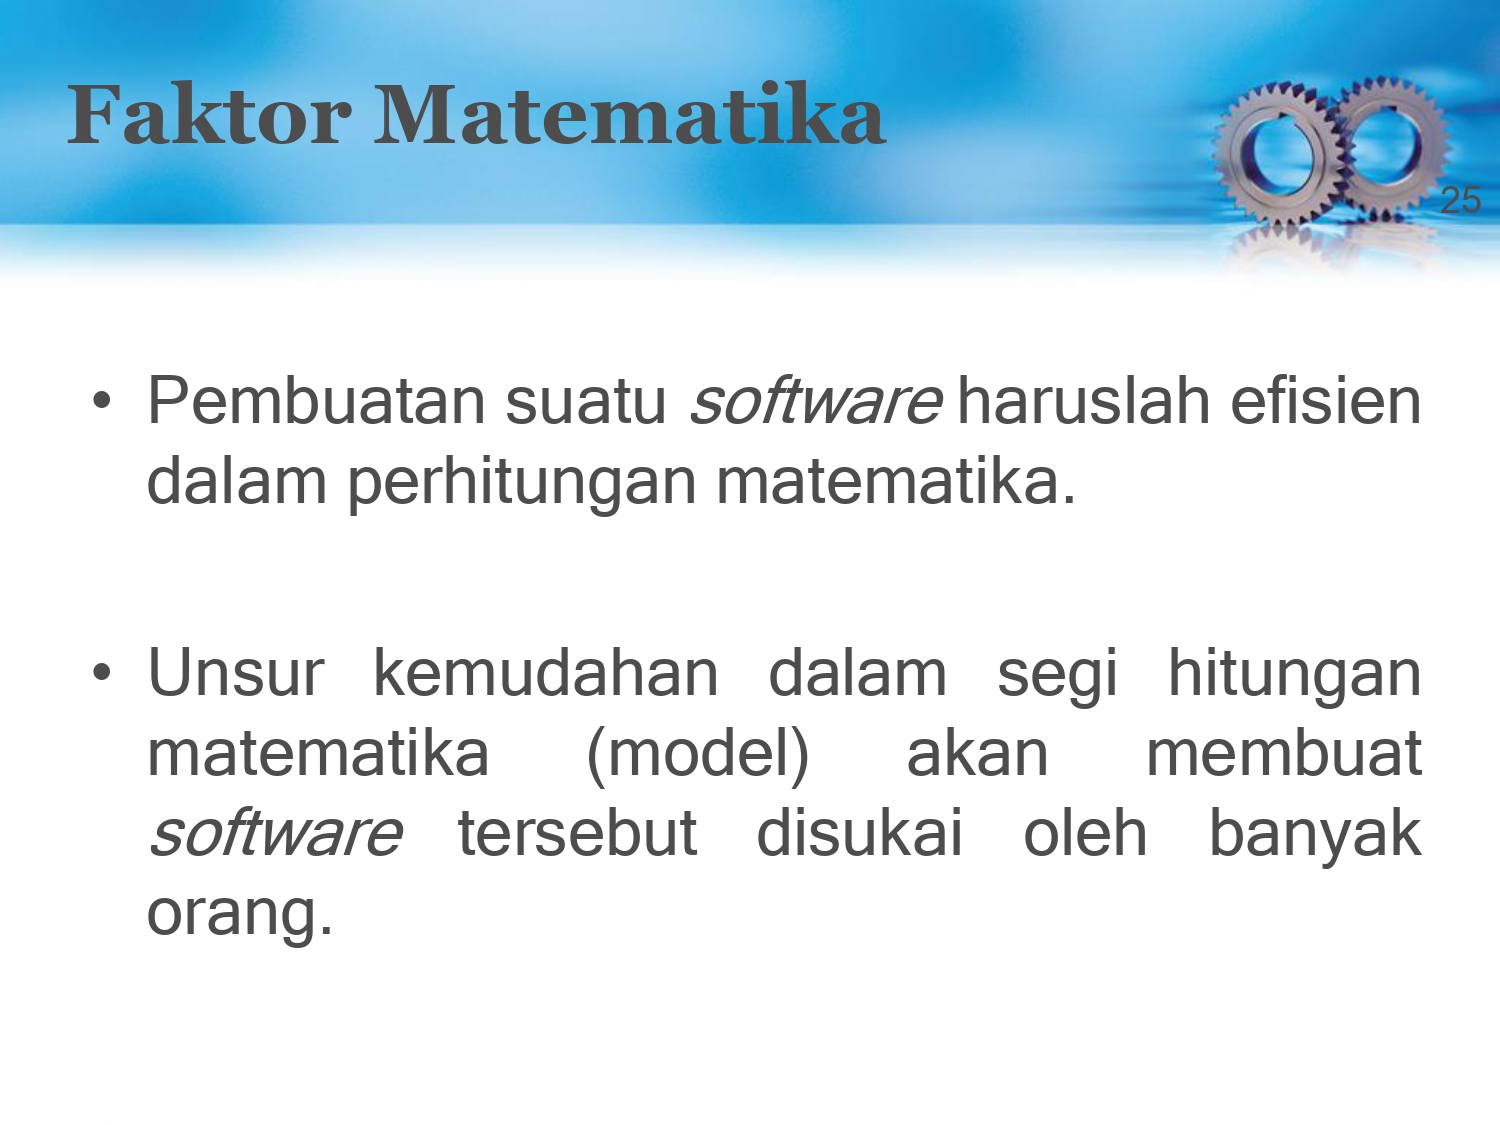 Faktor Matematika
25
• Pembuatan suatu software haruslah efisien
dalam perhitungan matematika.
• Unsur kemudahan dalam segi hitungan
matematika (model) akan membuat
software tersebut disukai oleh banyak
orang.